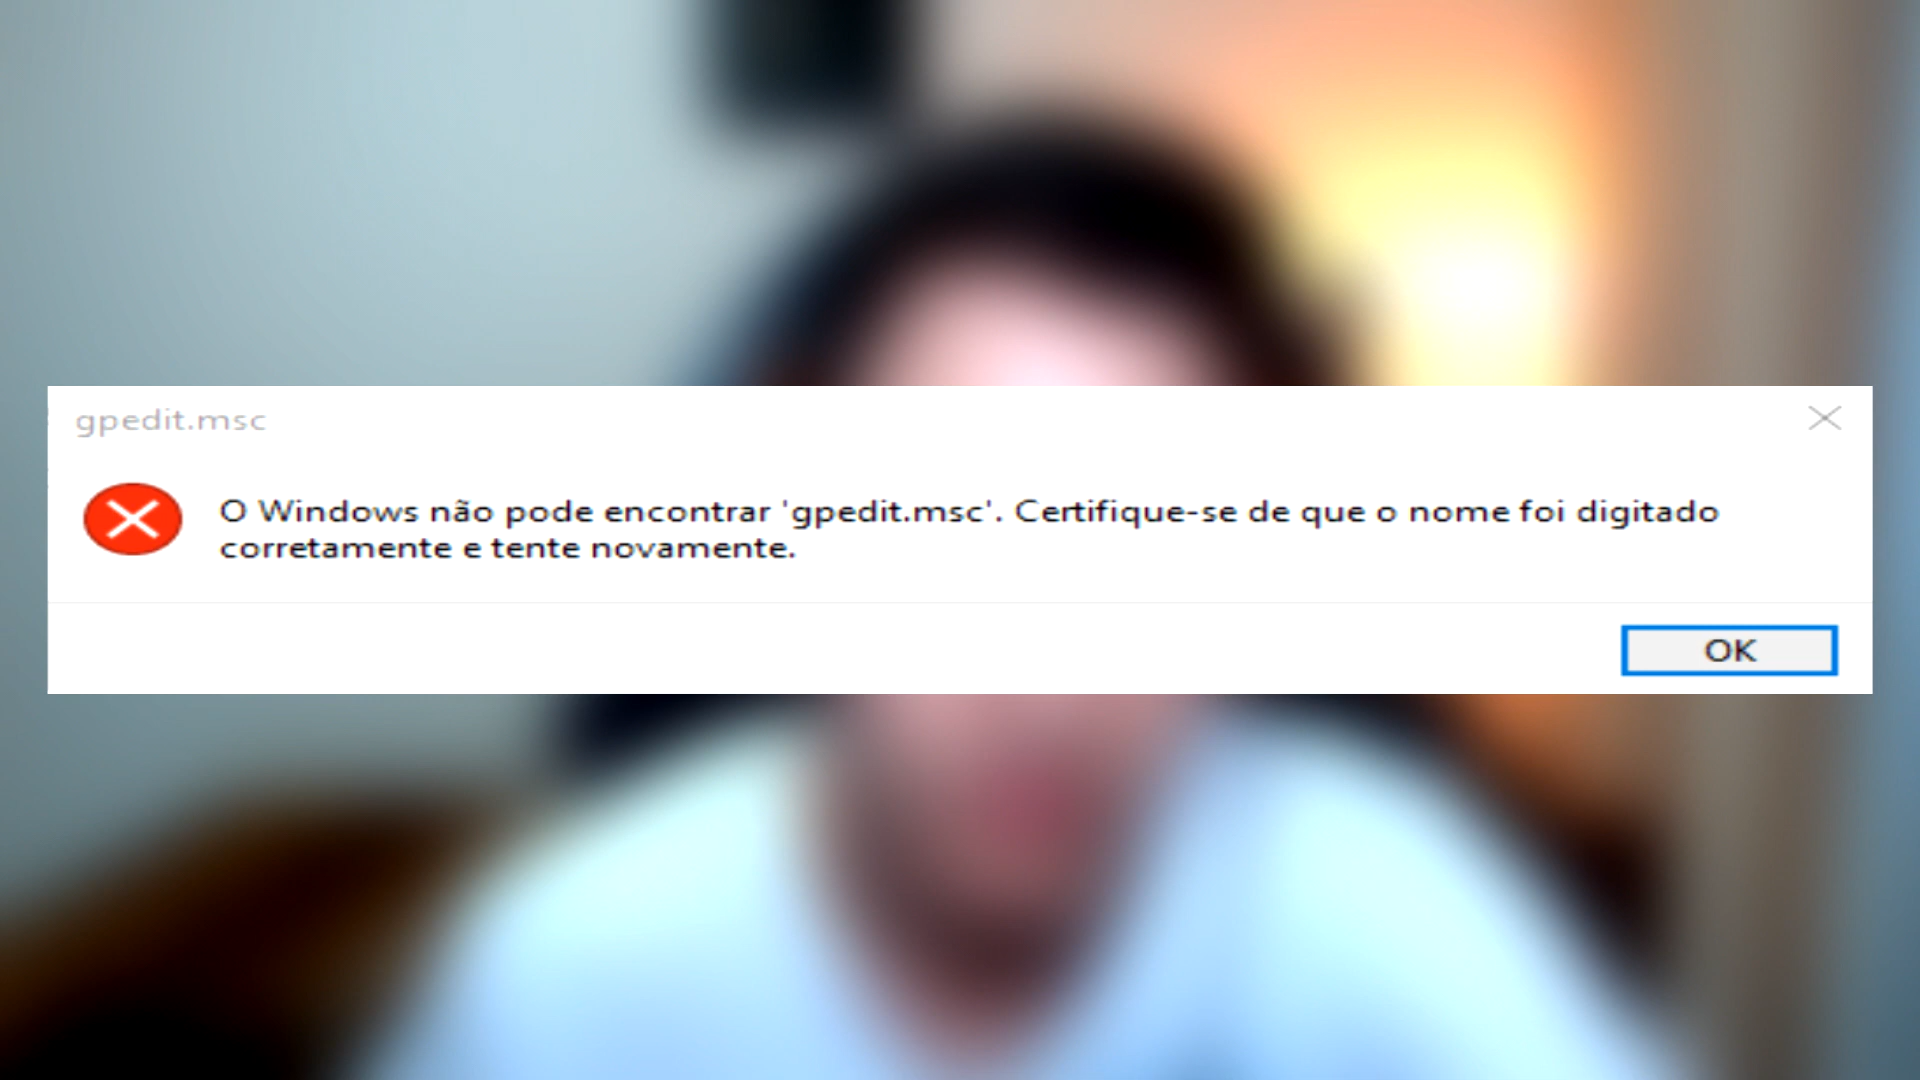 gpedit.msc
O Windows não pode encontrar 'gpedit.msc'. Certifique-se de que o nome foi digitado
corretamente e tente novamente.
OK